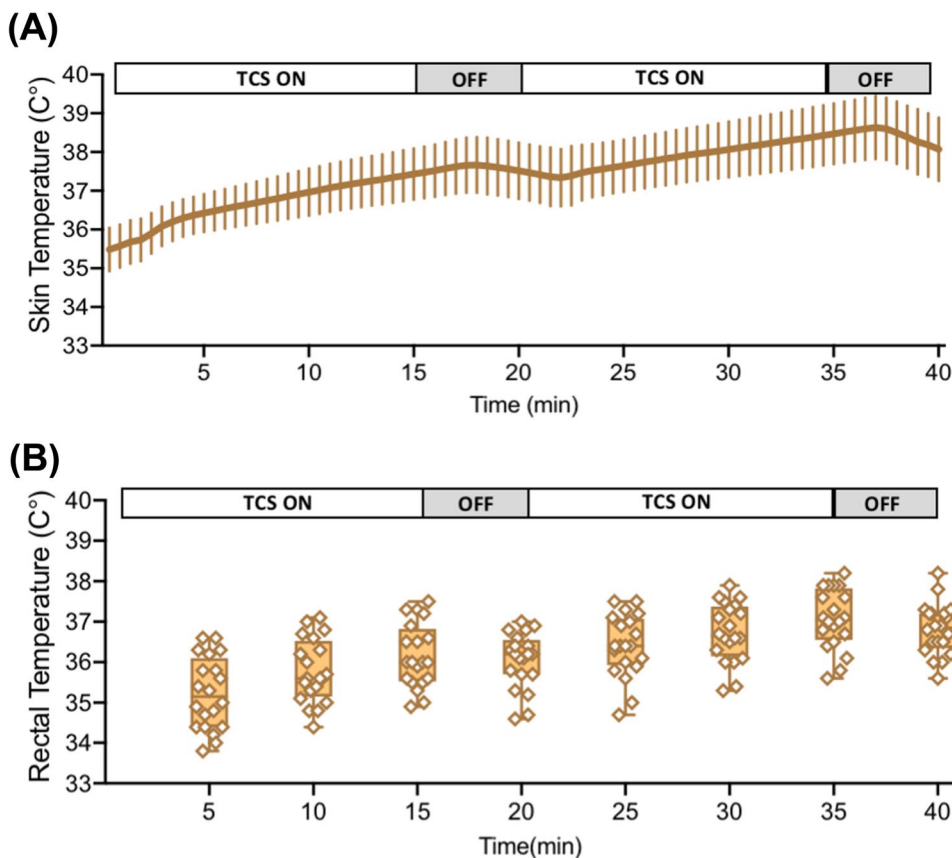 (A)
Skin Temperature (C°)
40
39
38
37
36
35
34
33
TCS ON
OFF
TCS ON
OFF
5 10 15 20 25 30 35 40
Time (min)
(B)
Rectal Temperature (C°)
40
39
38
37
36
35
34
33
TCS ON
OFF
TCS ON
OFF
5 10 15 20 25 30 35 40
Time(min)